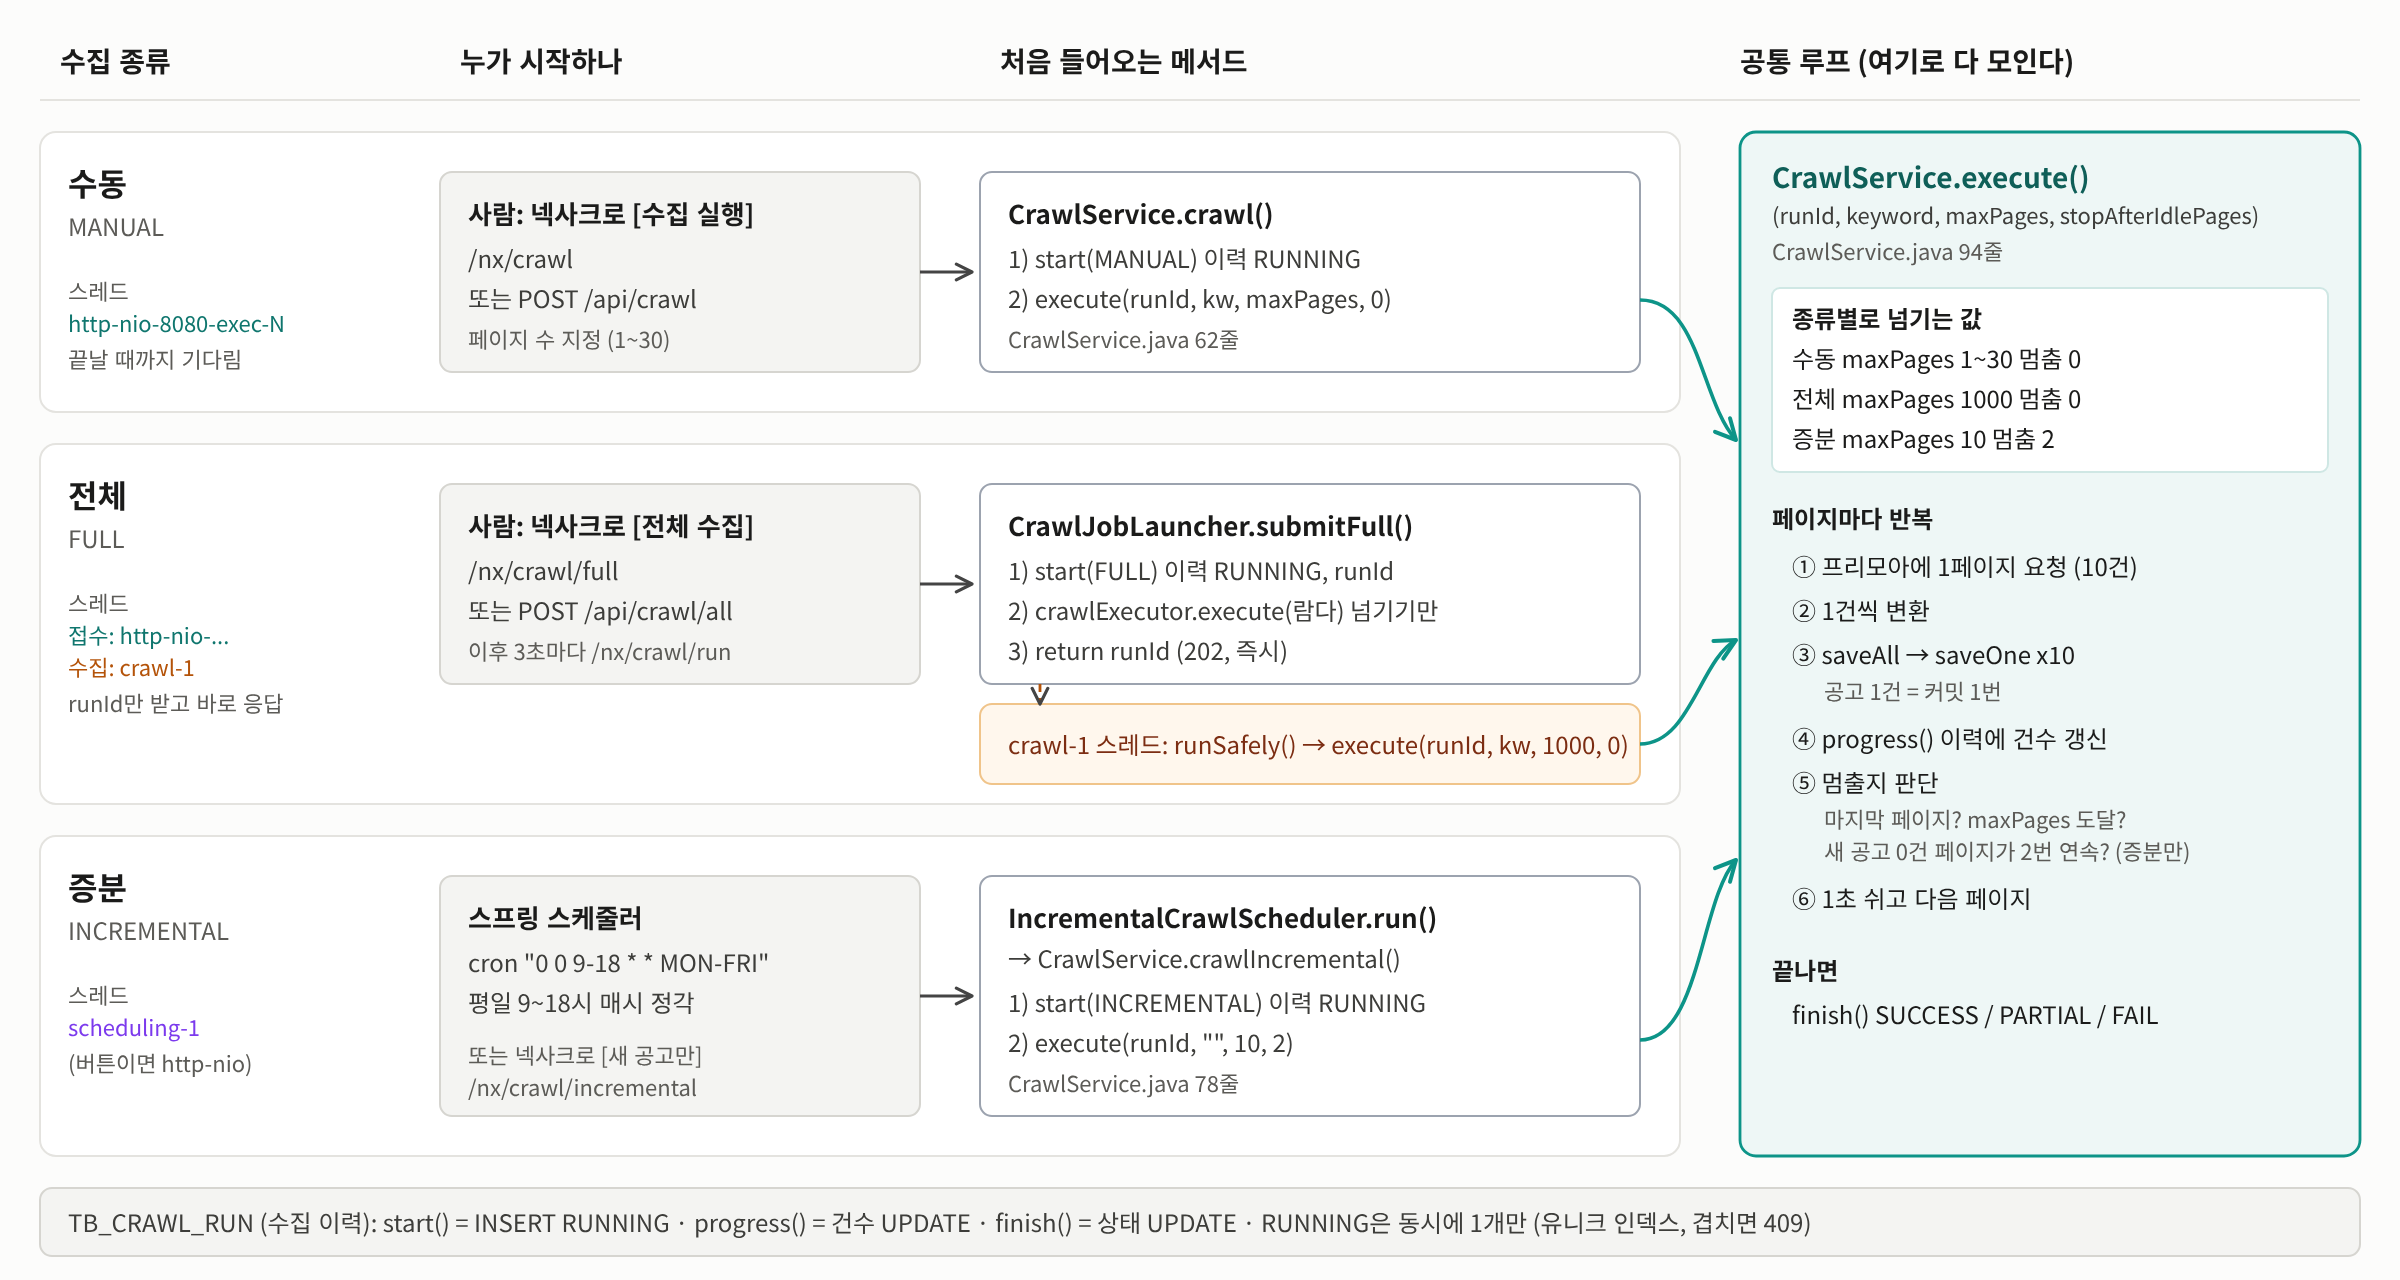 수집 종류
누가 시작하나
처음 들어오는 메서드
공통 루프 (여기로 다 모인다)
수동
MANUAL
스레드
http-nio-8080-exec-N
끝날 때까지 기다림
사람: 넥사크로 [수집 실행]
/nx/crawl
또는 POST /api/crawl
페이지 수 지정 (1~30)
CrawlService.crawl()
1) start(MANUAL) 이력 RUNNING
2) execute(runId, kw, maxPages, 0)
CrawlService.java 62줄
전체
FULL
스레드
접수: http-nio-...
수집: crawl-1
runId만 받고 바로 응답
사람: 넥사크로 [전체 수집]
/nx/crawl/full
또는 POST /api/crawl/all
이후 3초마다 /nx/crawl/run
CrawlJobLauncher.submitFull()
1) start(FULL) 이력 RUNNING, runId
2) crawlExecutor.execute(람다) 넘기기만
3) return runId (202, 즉시)
crawl-1 스레드: runSafely() → execute(runId, kw, 1000, 0)
증분
INCREMENTAL
스레드
scheduling-1
(버튼이면 http-nio)
스프링 스케줄러
cron "0 0 9-18 * * MON-FRI"
평일 9~18시 매시 정각
또는 넥사크로 [새 공고만]
/nx/crawl/incremental
IncrementalCrawlScheduler.run()
→ CrawlService.crawlIncremental()
1) start(INCREMENTAL) 이력 RUNNING
2) execute(runId, "", 10, 2)
CrawlService.java 78줄
CrawlService.execute()
(runId, keyword, maxPages, stopAfterIdlePages)
CrawlService.java 94줄
종류별로 넘기는 값
수동 maxPages 1~30 멈춤 0
전체 maxPages 1000 멈춤 0
증분 maxPages 10 멈춤 2
페이지마다 반복
① 프리모아에 1페이지 요청 (10건)
② 1건씩 변환
③ saveAll → saveOne x10
공고 1건 = 커밋 1번
④ progress() 이력에 건수 갱신
⑤ 멈출지 판단
마지막 페이지? maxPages 도달?
새 공고 0건 페이지가 2번 연속? (증분만)
⑥ 1초 쉬고 다음 페이지
끝나면
finish() SUCCESS / PARTIAL / FAIL
TB_CRAWL_RUN (수집 이력): start() = INSERT RUNNING · progress() = 건수 UPDATE · finish() = 상태 UPDATE · RUNNING은 동시에 1개만 (유니크 인덱스, 겹치면 409)